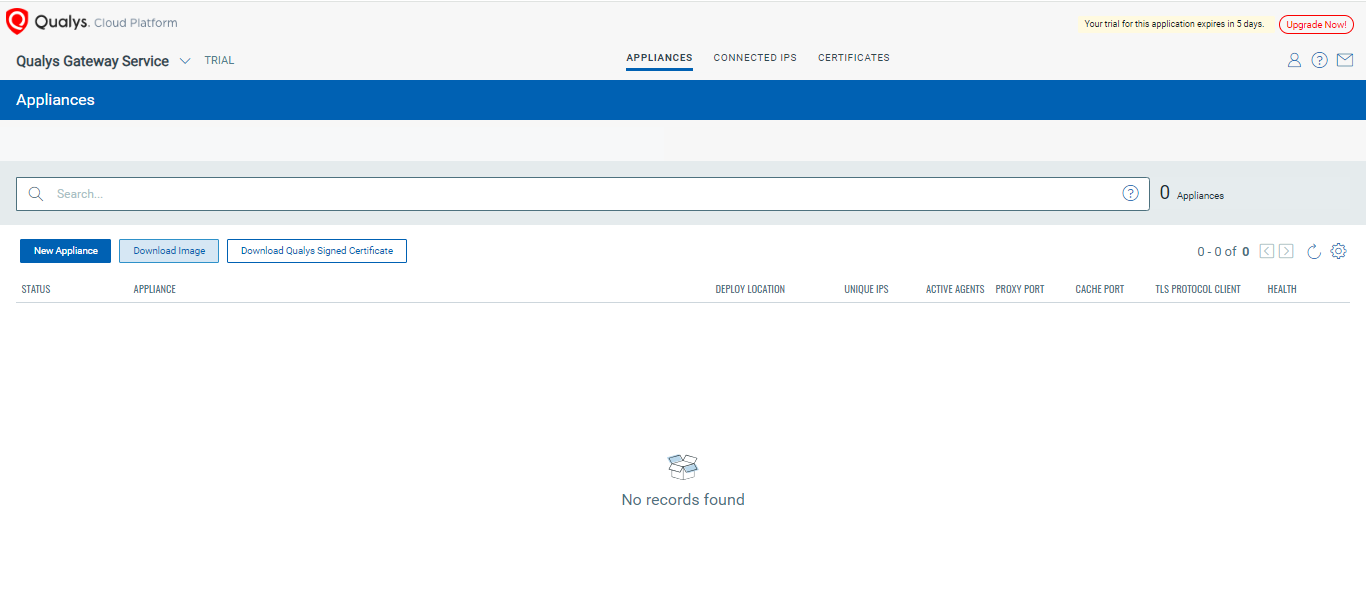 Qualys. Cloud Platform
Your trial for this application expires in 5 days. Upgrade Now!
Qualys Gateway Service TRIAL APPLIANCES CONNECTED IPS CERTIFICATES
Appliances
Search... 0 Appliances
New Appliance Download Image Download Qualys Signed Certificate 0 - 0 of 0
STATUS APPLIANCE DEPLOY LOCATION UNIQUE IPS ACTIVE AGENTS PROXY PORT CACHE PORT TLS PROTOCOL CLIENT HEALTH
No records found